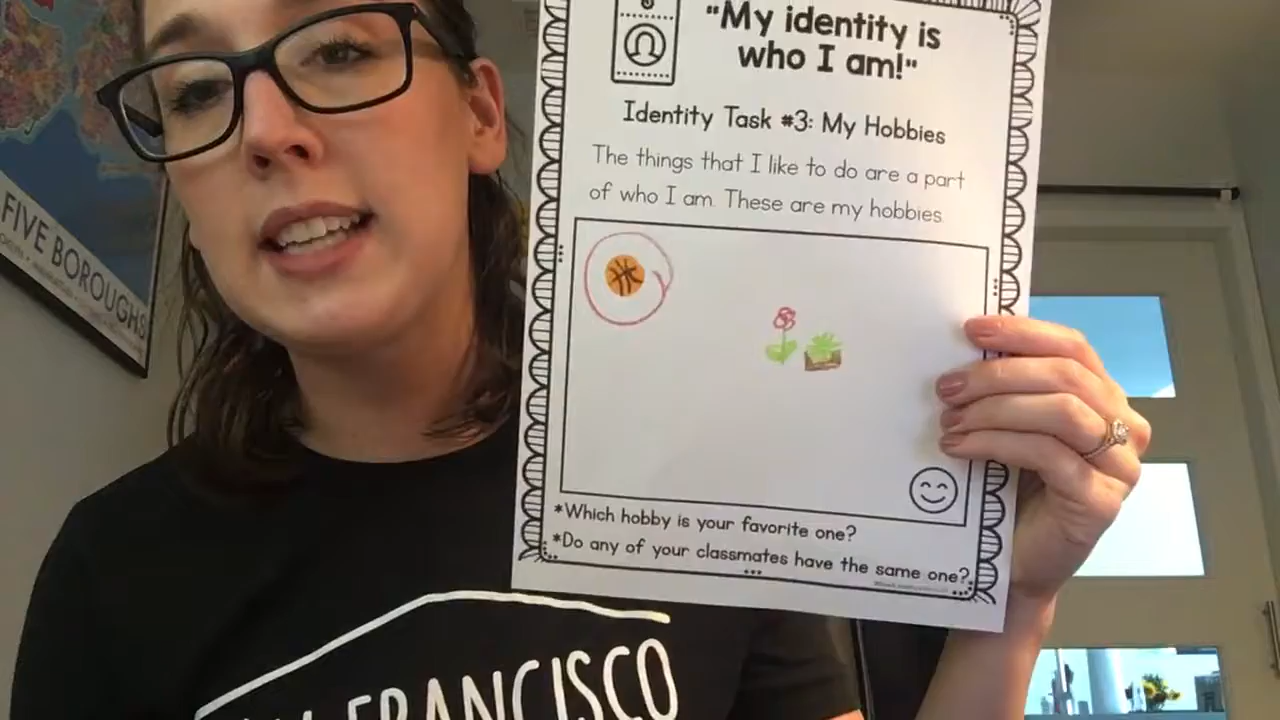 "My identity is
who I am!"
Identity Task #3: My Hobbies
The things that I like to do are a part
of who I am. These are my hobbies.
*Which hobby is your favorite one?
*Do any of your classmates have the same one?
FIVE BOROUGHS
FRANCISCO